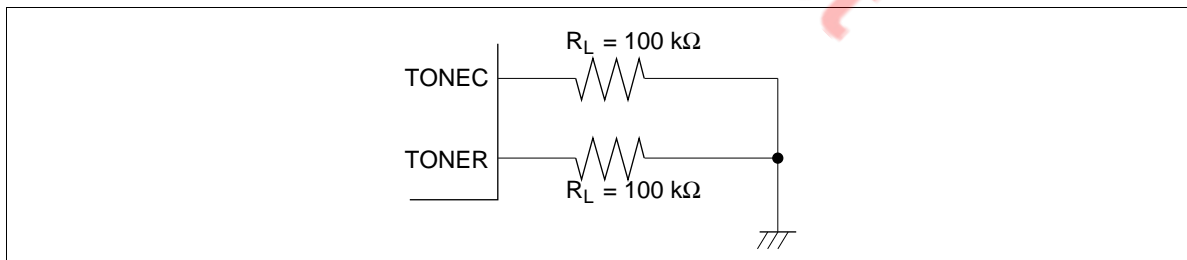 R_L = 100 kΩ
TONEC
TONER
R_L = 100 kΩ